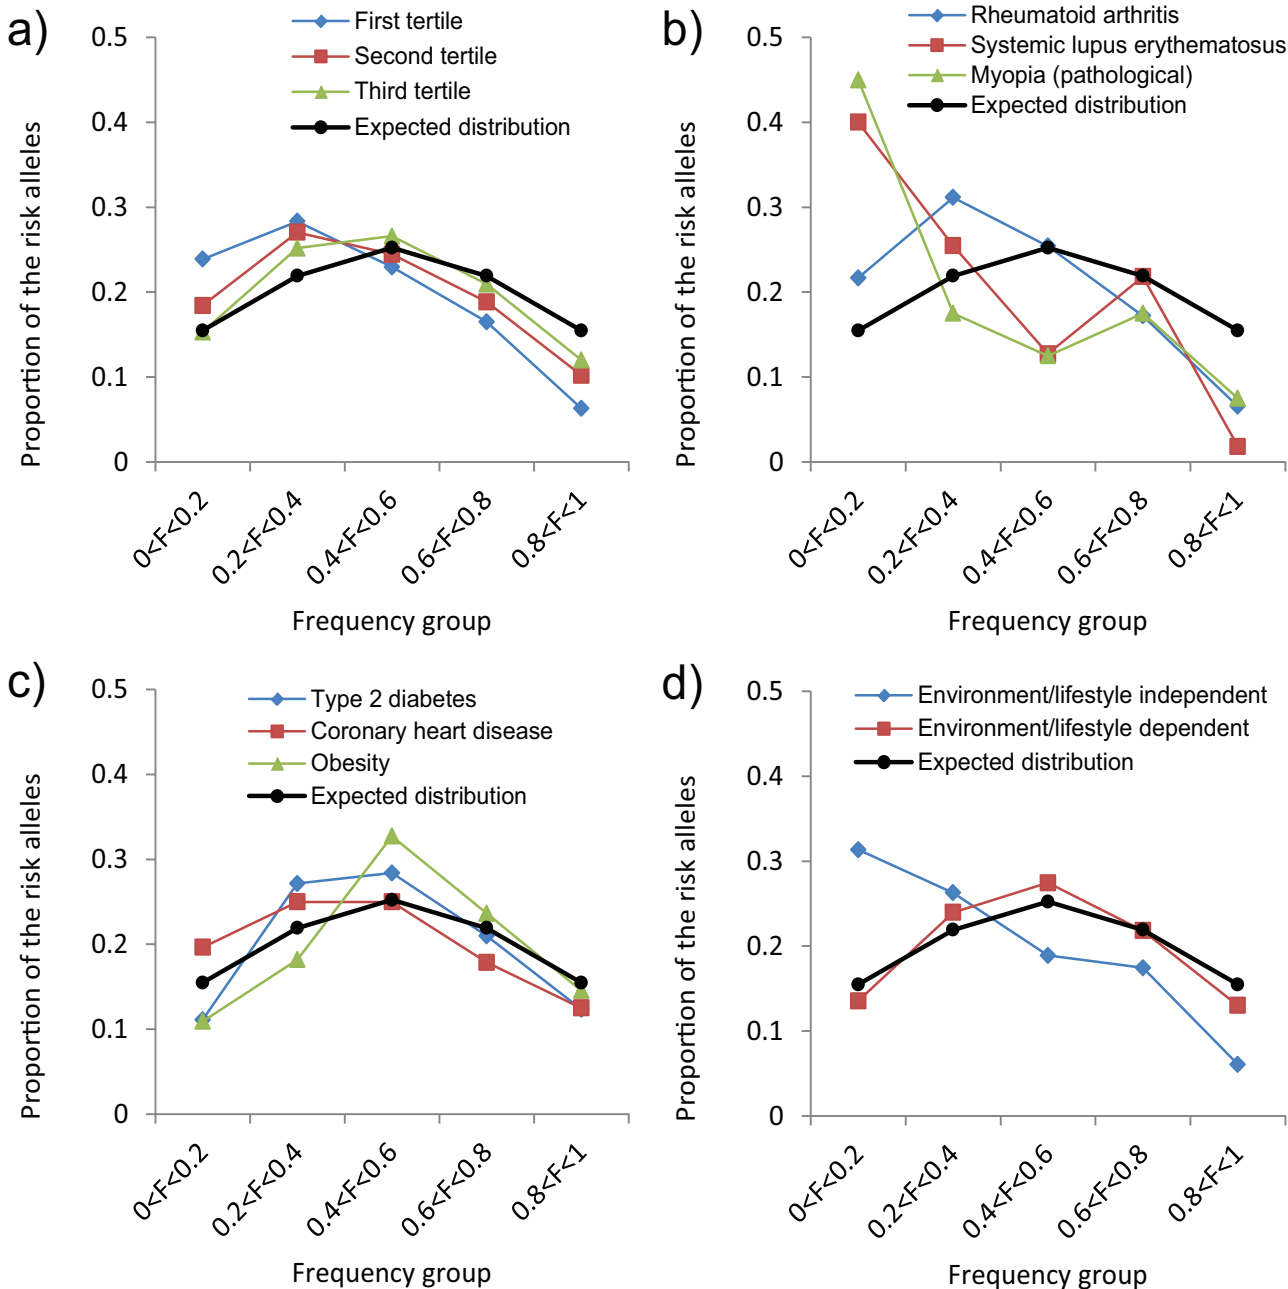 a)
First tertile
Second tertile
Third tertile
Expected distribution
0.5
0.4
0.3
0.2
0.1
0
Proportion of the risk alleles
0<F<0.2
0.2<F<0.4
0.4<F<0.6
0.6<F<0.8
0.8<F<1
Frequency group
b)
Rheumatoid arthritis
Systemic lupus erythematosus
Myopia (pathological)
Expected distribution
0.5
0.4
0.3
0.2
0.1
0
Proportion of the risk alleles
0<F<0.2
0.2<F<0.4
0.4<F<0.6
0.6<F<0.8
0.8<F<1
Frequency group
c)
Type 2 diabetes
Coronary heart disease
Obesity
Expected distribution
0.5
0.4
0.3
0.2
0.1
0
Proportion of the risk alleles
0<F<0.2
0.2<F<0.4
0.4<F<0.6
0.6<F<0.8
0.8<F<1
Frequency group
d)
Environment/lifestyle independent
Environment/lifestyle dependent
Expected distribution
0.5
0.4
0.3
0.2
0.1
0
Proportion of the risk alleles
0<F<0.2
0.2<F<0.4
0.4<F<0.6
0.6<F<0.8
0.8<F<1
Frequency group